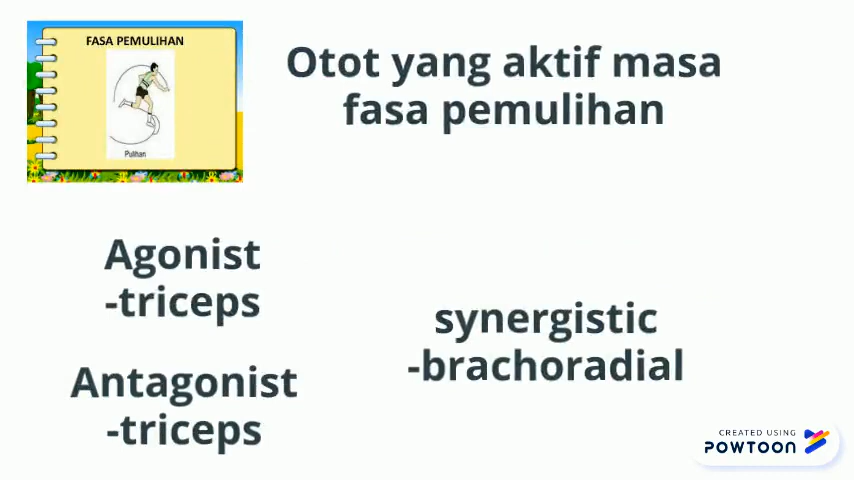 FASA PEMULIHAN
Pulihan
Otot yang aktif masa
fasa pemulihan
Agonist
-triceps
Antagonist
-triceps
synergistic
-brachoradial
CREATED USING
POWTOON